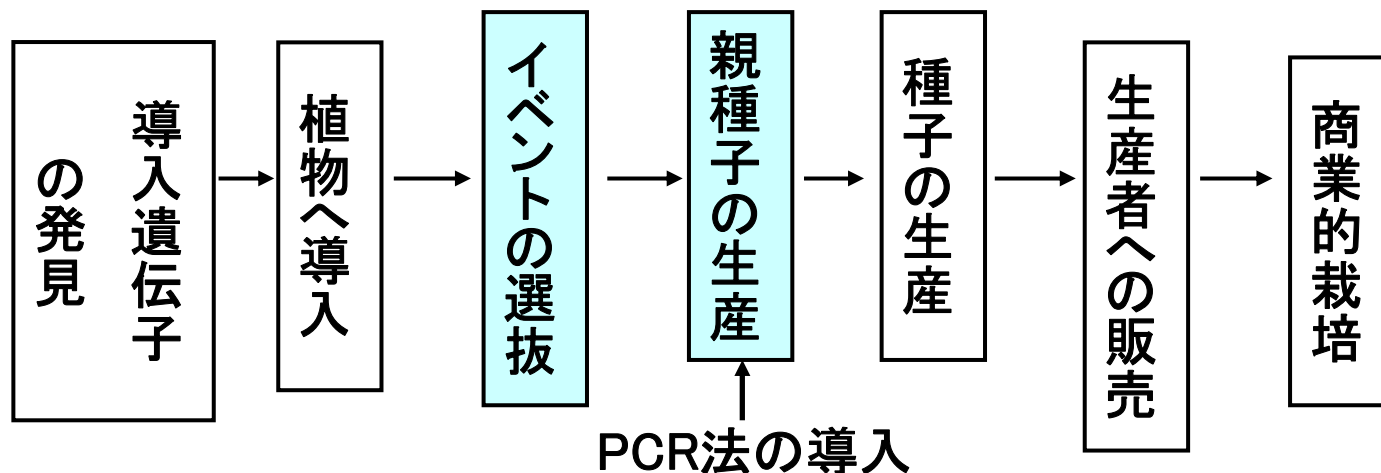 導入遺伝子
の発見
植物へ導入
イベントの選抜
親種子の生産
種子の生産
生産者への販売
商業的栽培
PCR法の導入